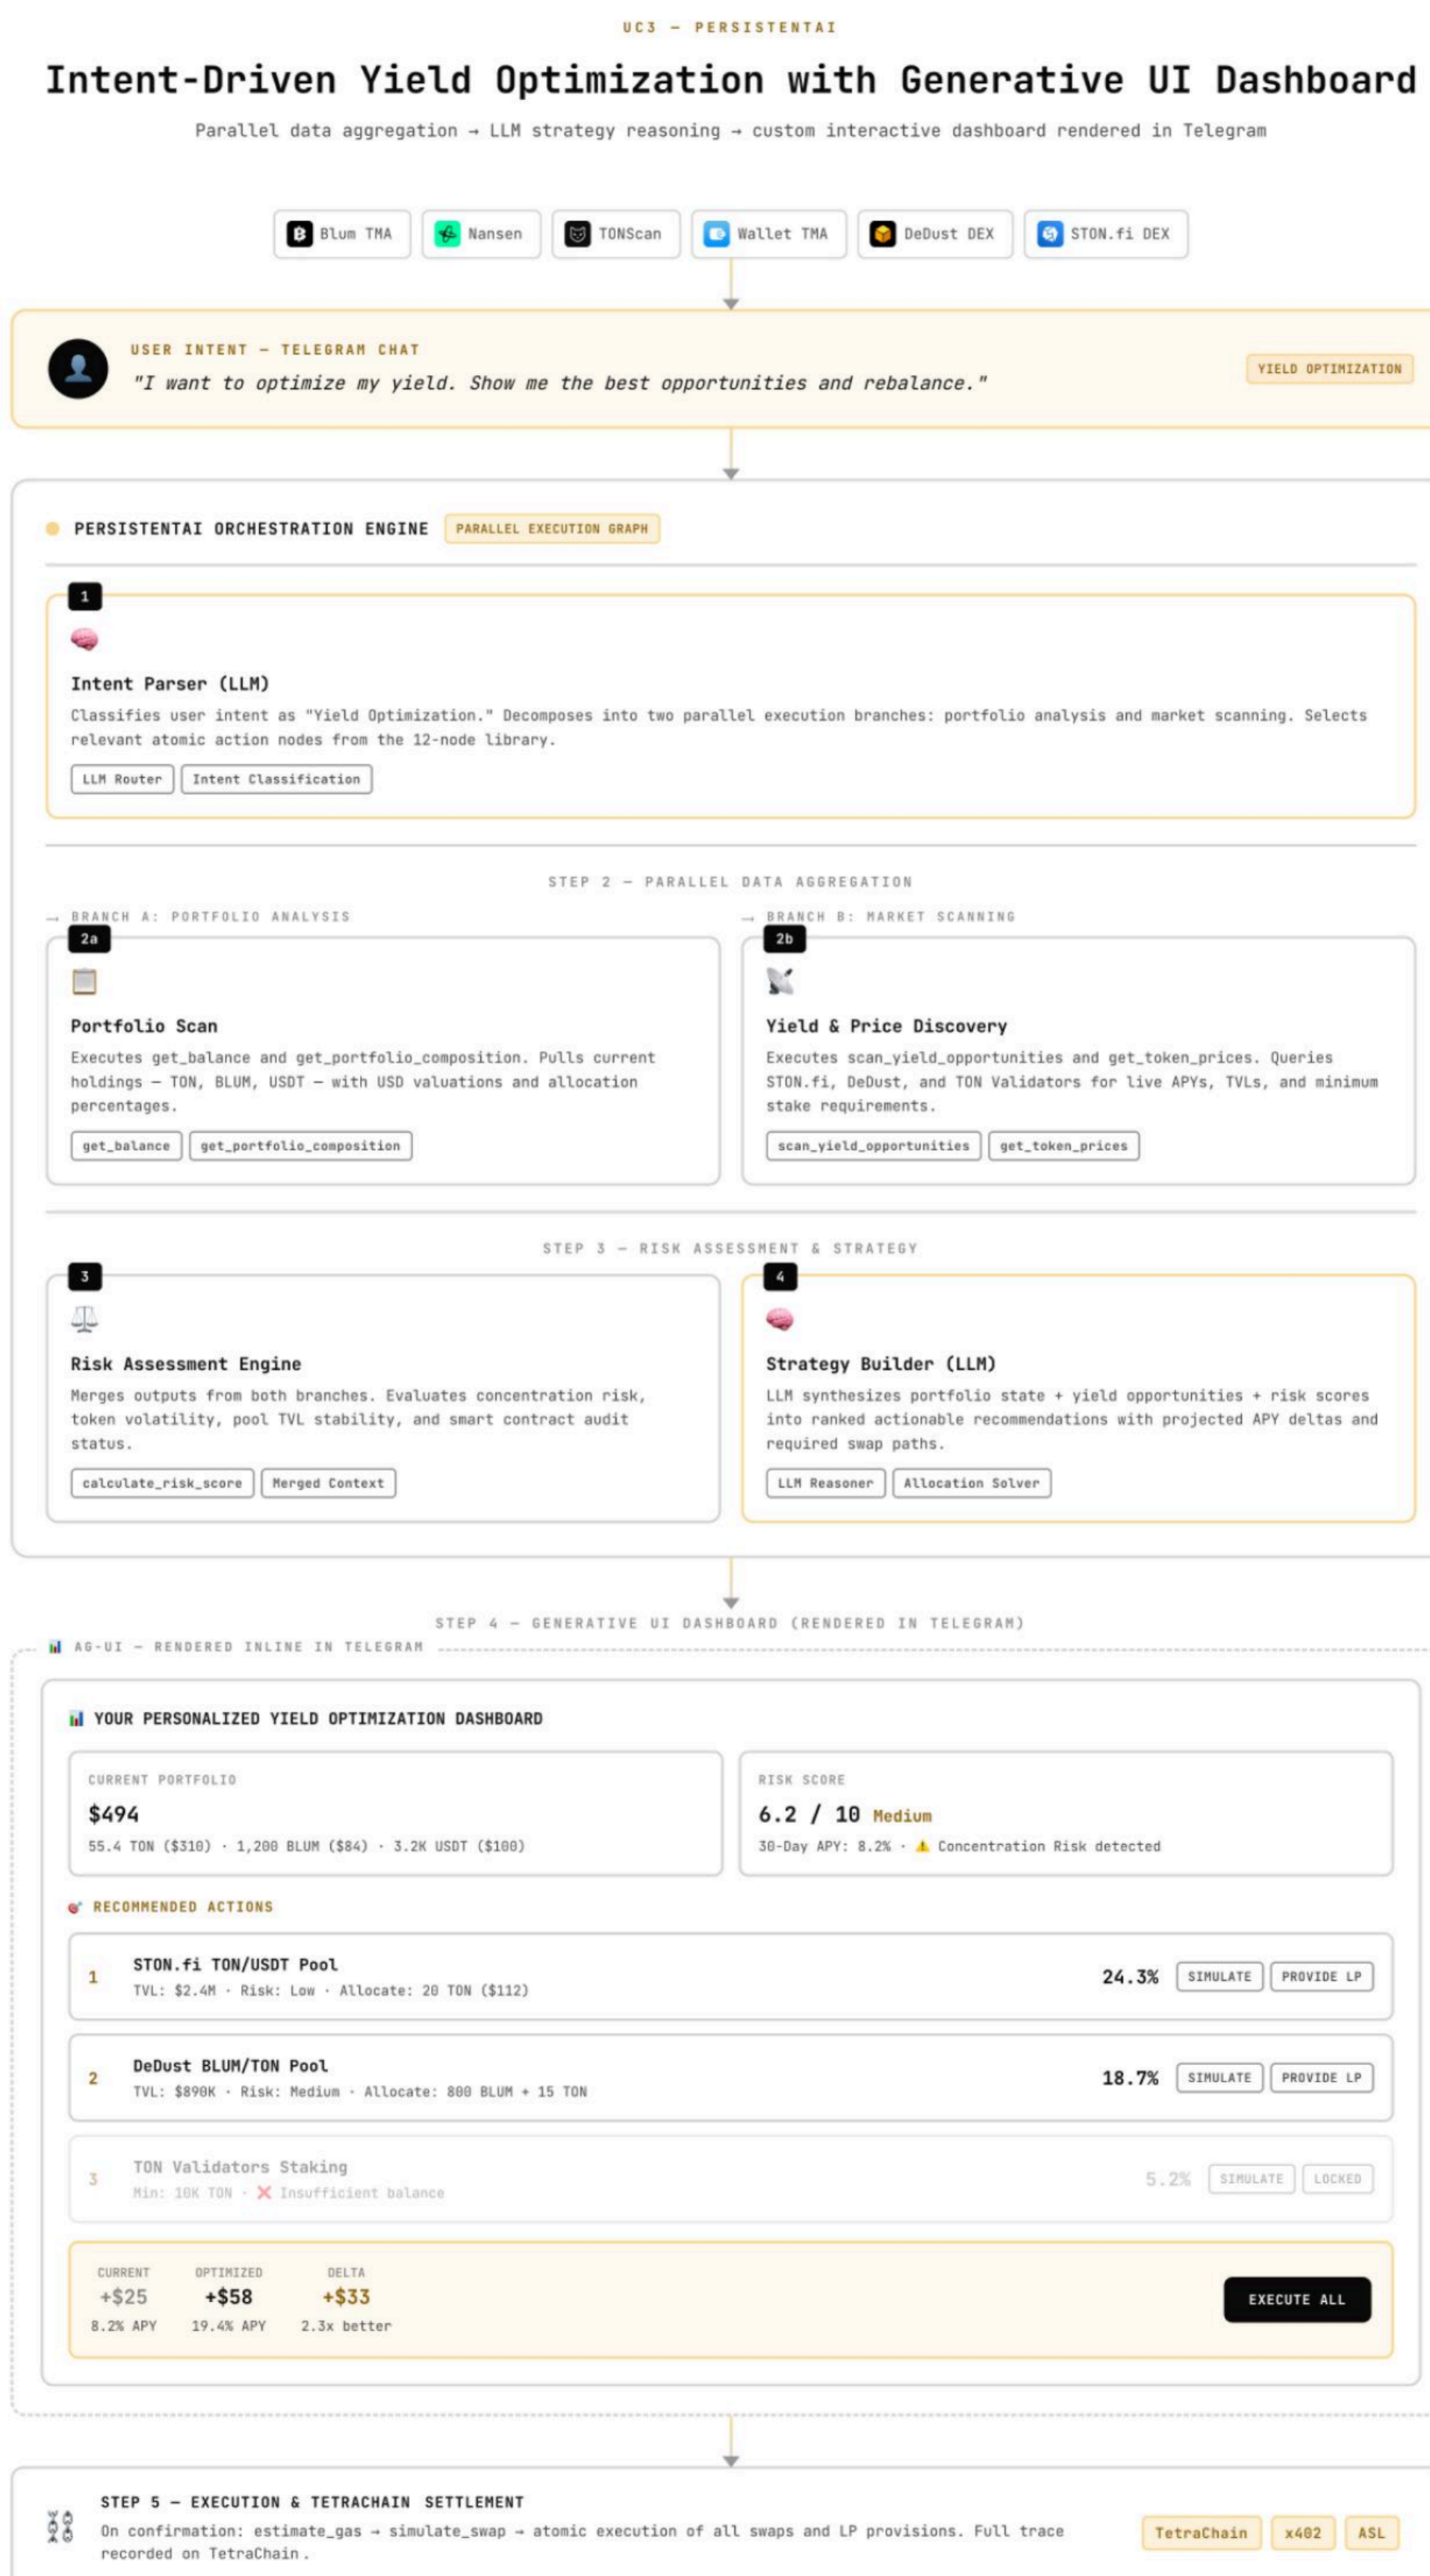 UC3 — PERSISTENTAI
Intent-Driven Yield Optimization with Generative UI Dashboard
Parallel data aggregation → LLM strategy reasoning → custom interactive dashboard rendered in Telegram
Blum TMA
Nansen
TONScan
Wallet TMA
DeDust DEX
STON.fi DEX
USER INTENT — TELEGRAM CHAT
"I want to optimize my yield. Show me the best opportunities and rebalance."
YIELD OPTIMIZATION
PERSISTENTAI ORCHESTRATION ENGINE
PARALLEL EXECUTION GRAPH
1
Intent Parser (LLM)
Classifies user intent as "Yield Optimization." Decomposes into two parallel execution branches: portfolio analysis and market scanning. Selects
relevant atomic action nodes from the 12-node library.
LLM Router
Intent Classification
STEP 2 — PARALLEL DATA AGGREGATION
→ BRANCH A: PORTFOLIO ANALYSIS
2a
Portfolio Scan
Executes get_balance and get_portfolio_composition. Pulls current
holdings — TON, BLUM, USDT — with USD valuations and allocation
percentages.
get_balance
get_portfolio_composition
→ BRANCH B: MARKET SCANNING
2b
Yield & Price Discovery
Executes scan_yield_opportunities and get_token_prices. Queries
STON.fi, DeDust, and TON Validators for live APYs, TVLs, and minimum
stake requirements.
scan_yield_opportunities
get_token_prices
STEP 3 — RISK ASSESSMENT & STRATEGY
3
Risk Assessment Engine
Merges outputs from both branches. Evaluates concentration risk,
token volatility, pool TVL stability, and smart contract audit
status.
calculate_risk_score
Merged Context
4
Strategy Builder (LLM)
LLM synthesizes portfolio state + yield opportunities + risk scores
into ranked actionable recommendations with projected APY deltas and
required swap paths.
LLM Reasoner
Allocation Solver
STEP 4 — GENERATIVE UI DASHBOARD (RENDERED IN TELEGRAM)
AG-UI — RENDERED INLINE IN TELEGRAM
YOUR PERSONALIZED YIELD OPTIMIZATION DASHBOARD
CURRENT PORTFOLIO
$494
55.4 TON ($310) · 1,200 BLUM ($84) · 3.2K USDT ($100)
RISK SCORE
6.2 / 10 Medium
30-Day APY: 8.2% · ⚠️ Concentration Risk detected
RECOMMENDED ACTIONS
1
STON.fi TON/USDT Pool
TVL: $2.4M · Risk: Low · Allocate: 20 TON ($112)
24.3%
SIMULATE
PROVIDE LP
2
DeDust BLUM/TON Pool
TVL: $890K · Risk: Medium · Allocate: 800 BLUM + 15 TON
18.7%
SIMULATE
PROVIDE LP
3
TON Validators Staking
Min: 10K TON · ❌ Insufficient balance
5.2%
SIMULATE
LOCKED
CURRENT
+$25
8.2% APY
OPTIMIZED
+$58
19.4% APY
DELTA
+$33
2.3x better
EXECUTE ALL
STEP 5 — EXECUTION & TETRACHAIN SETTLEMENT
On confirmation: estimate_gas → simulate_swap → atomic execution of all swaps and LP provisions. Full trace
recorded on TetraChain.
TetraChain
x402
ASL